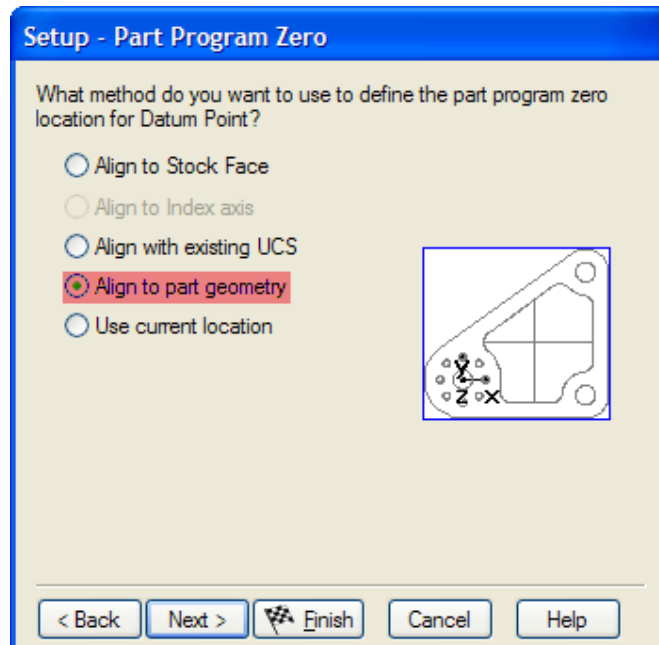 Setup - Part Program Zero
What method do you want to use to define the part program zero
location for Datum Point?
Align to Stock Face
Align to Index axis
Align with existing UCS
Align to part geometry
Use current location
Y
Z X
< Back Next > Finish Cancel Help